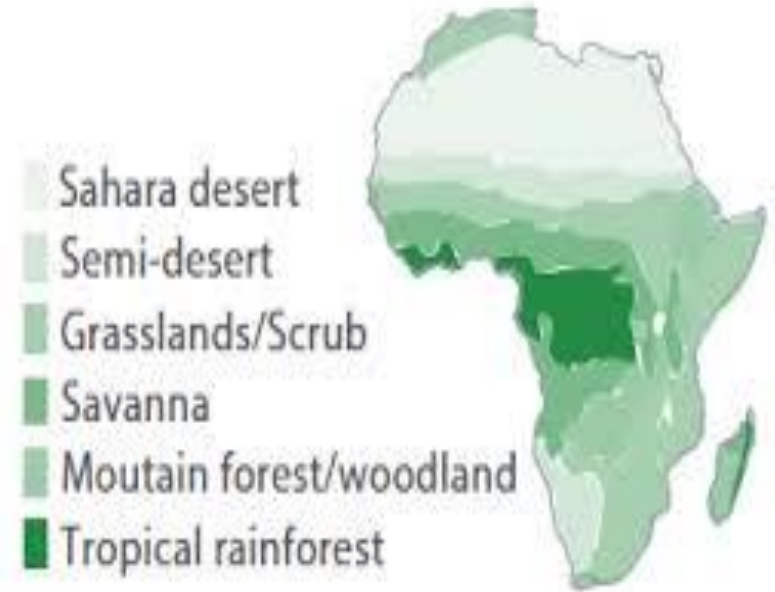 Sahara desert
Semi-desert
Grasslands/Scrub
Savanna
Moutain forest/woodland
Tropical rainforest